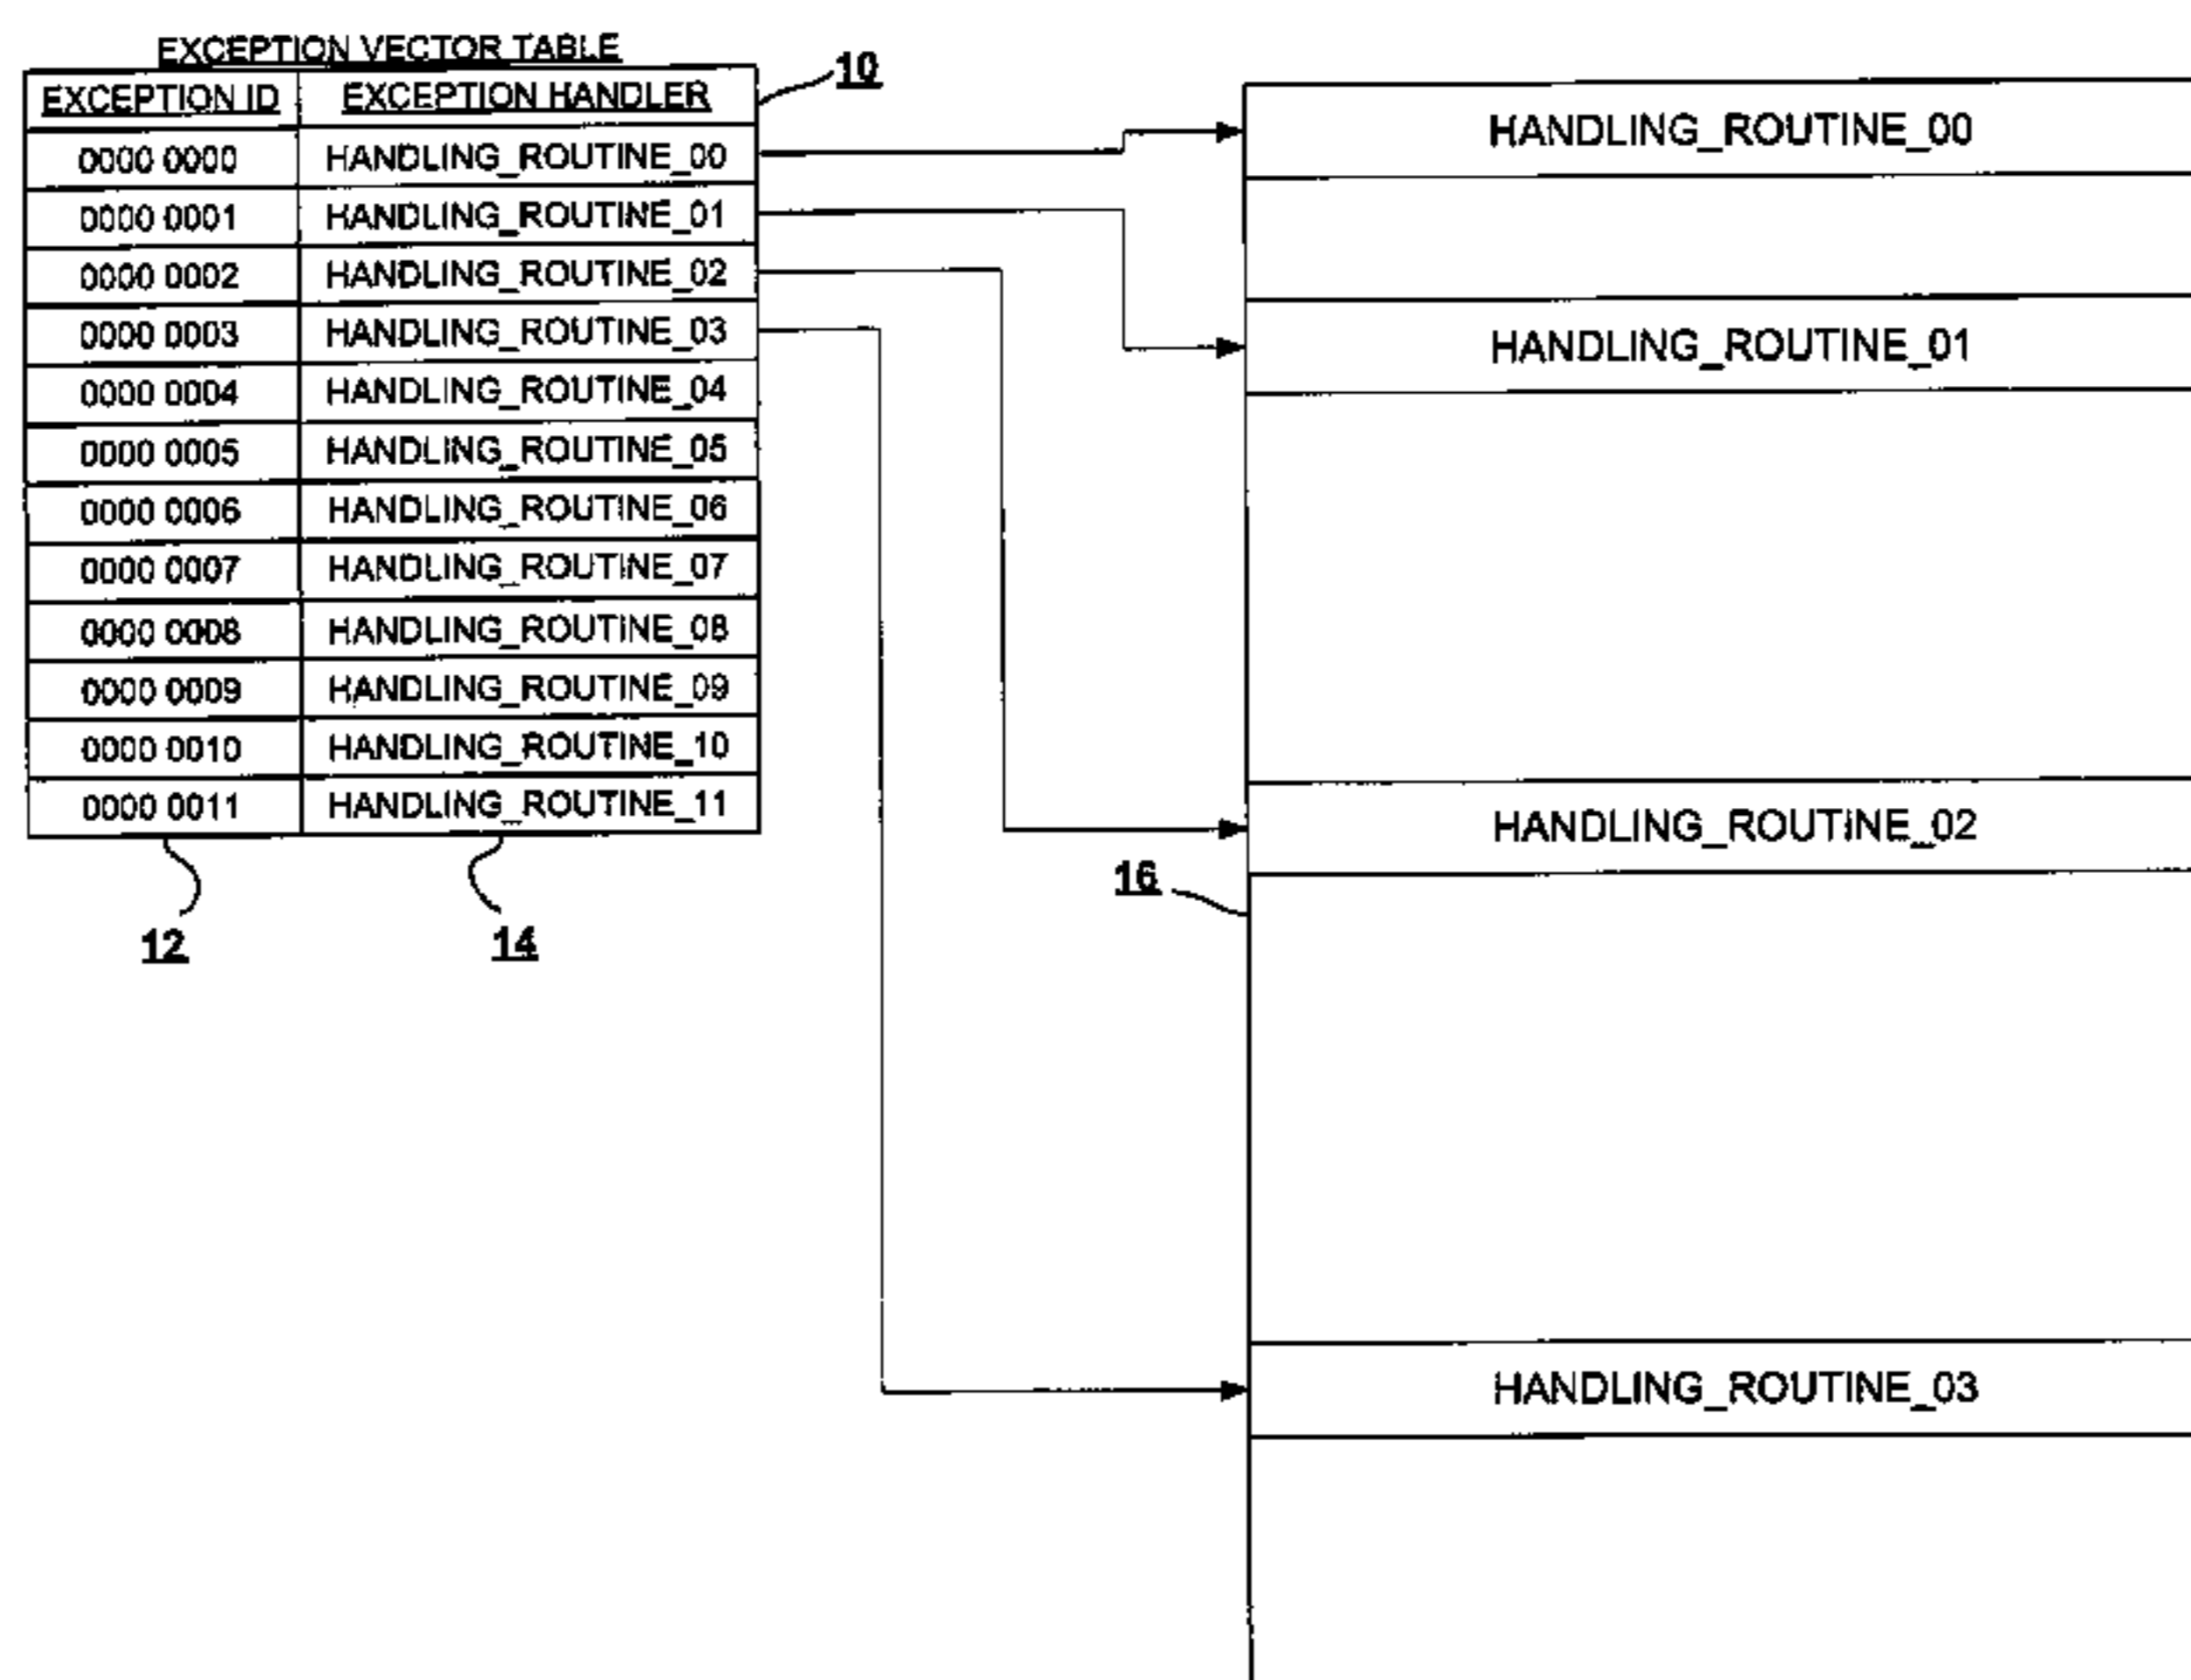 EXCEPTION VECTOR TABLE
10
EXCEPTION ID EXCEPTION HANDLER
0000 0000 HANDLING_ROUTINE_00
0000 0001 HANDLING_ROUTINE_01
0000 0002 HANDLING_ROUTINE_02
0000 0003 HANDLING_ROUTINE_03
0000 0004 HANDLING_ROUTINE_04
0000 0005 HANDLING_ROUTINE_05
0000 0006 HANDLING_ROUTINE_06
0000 0007 HANDLING_ROUTINE_07
0000 0008 HANDLING_ROUTINE_08
0000 0009 HANDLING_ROUTINE_09
0000 0010 HANDLING_ROUTINE_10
0000 0011 HANDLING_ROUTINE_11
12
14
HANDLING_ROUTINE_00
HANDLING_ROUTINE_01
HANDLING_ROUTINE_02
16
HANDLING_ROUTINE_03